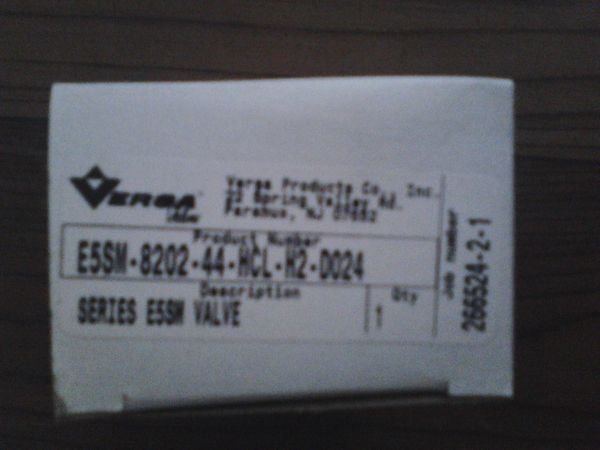 VERSA
Versa Products Co., Inc.
22 Spring Valley Rd.
Paramus, NJ 07652
Product Number
E5SM-8202-44-HCL-H2-D024
Description
SERIES E5SM VALVE
Qty
1
Job number
266524-2-1